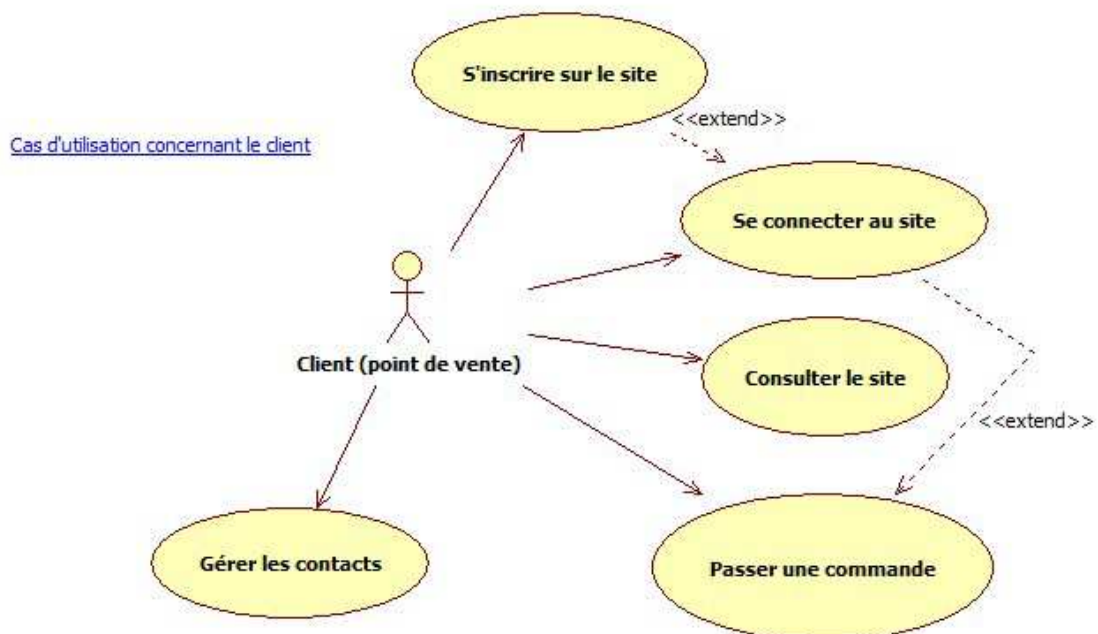 S'inscrire sur le site
<<extend>>
Cas d'utilisation concernant le client
Se connecter au site
Client (point de vente)
Consulter le site
<<extend>>
Gérer les contacts
Passer une commande